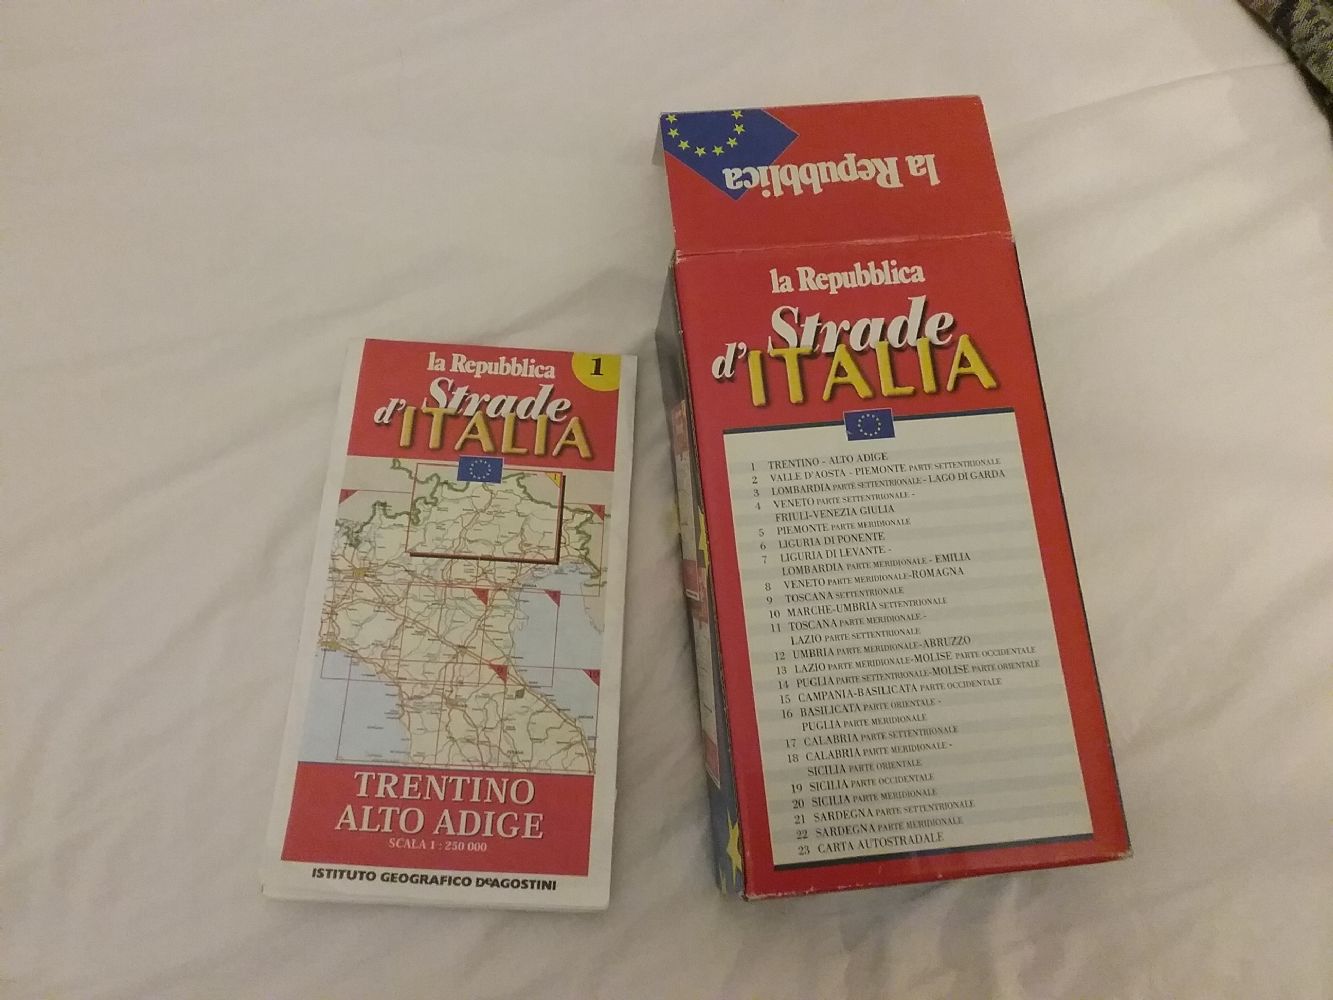 la Repubblica
1
Strade
d'ITALIA
TRENTINO
ALTO ADIGE
SCALA 1 : 250 000
ISTITUTO GEOGRAFICO DeAGOSTINI
la Repubblica
la Repubblica
Strade
d'ITALIA
1 TRENTINO - ALTO ADIGE
2 VALLE D'AOSTA - PIEMONTE PARTE SETTENTRIONALE
3 LOMBARDIA PARTE SETTENTRIONALE - LAGO DI GARDA
4 VENETO PARTE SETTENTRIONALE -
FRIULI-VENEZIA GIULIA
5 PIEMONTE PARTE MERIDIONALE
6 LIGURIA DI PONENTE
7 LIGURIA DI LEVANTE -
LOMBARDIA PARTE MERIDIONALE - EMILIA
8 VENETO PARTE MERIDIONALE-ROMAGNA
9 TOSCANA SETTENTRIONALE
10 MARCHE-UMBRIA SETTENTRIONALE
11 TOSCANA PARTE MERIDIONALE -
LAZIO PARTE SETTENTRIONALE
12 UMBRIA PARTE MERIDIONALE-ABRUZZO
13 LAZIO PARTE MERIDIONALE-MOLISE PARTE OCCIDENTALE
14 PUGLIA PARTE SETTENTRIONALE-MOLISE PARTE ORIENTALE
15 CAMPANIA-BASILICATA PARTE OCCIDENTALE
16 BASILICATA PARTE ORIENTALE -
PUGLIA PARTE MERIDIONALE
17 CALABRIA PARTE SETTENTRIONALE
18 CALABRIA PARTE MERIDIONALE -
SICILIA PARTE ORIENTALE
19 SICILIA PARTE OCCIDENTALE
20 SICILIA PARTE MERIDIONALE
21 SARDEGNA PARTE SETTENTRIONALE
22 SARDEGNA PARTE MERIDIONALE
23 CARTA AUTOSTRADALE